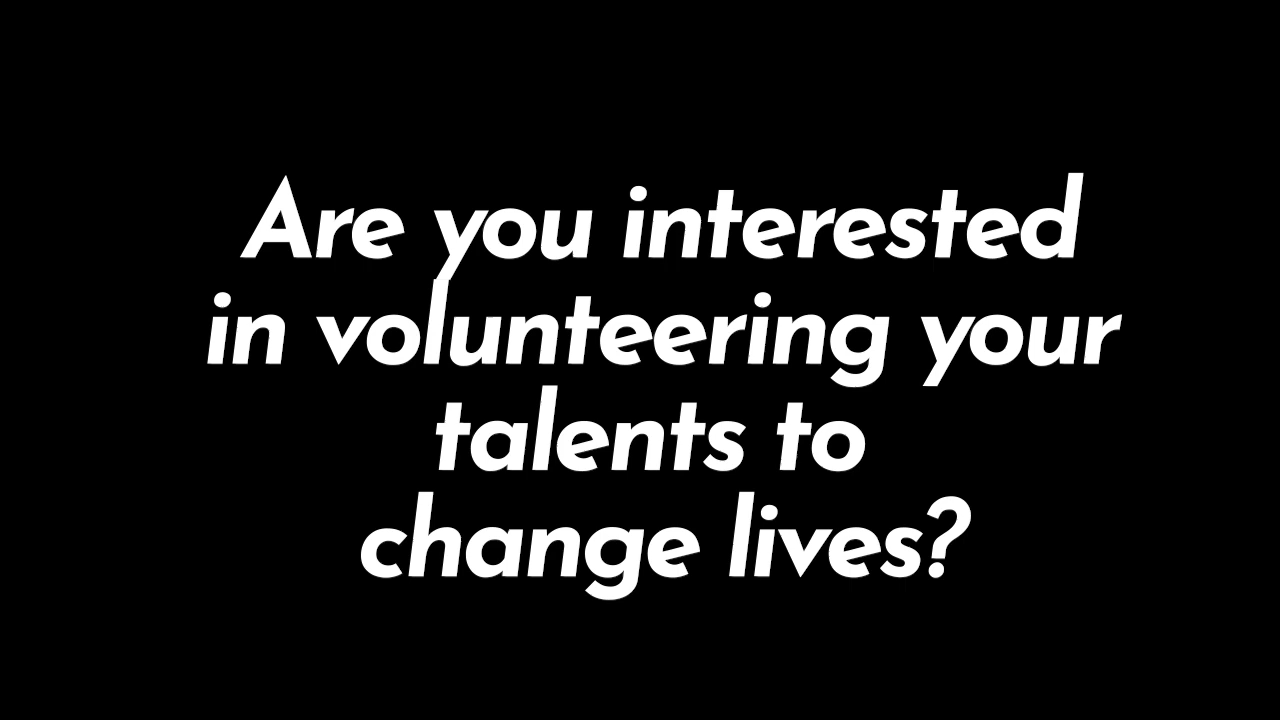 Are you interested
in volunteering your
talents to
change lives?